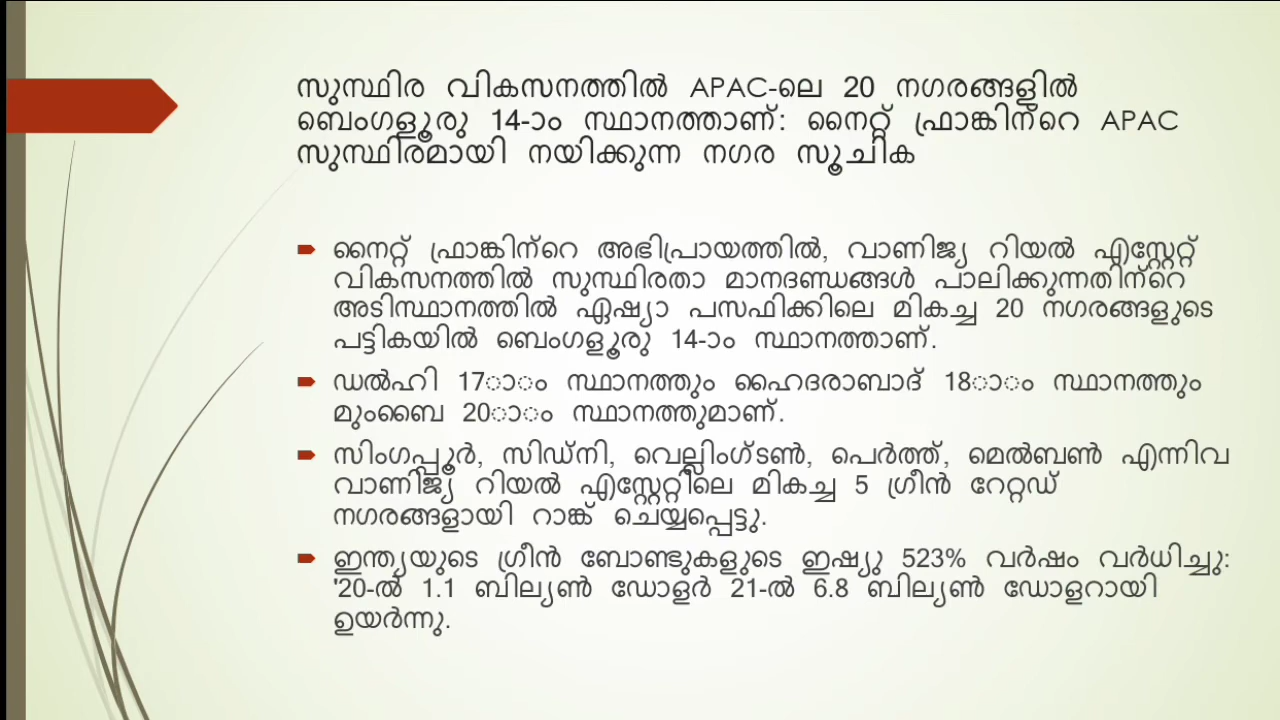 സുസ്ഥിര വികസനത്തിൽ APAC-ലെ 20 നഗരങ്ങളിൽ
ബെംഗളൂരു 14-ാം സ്ഥാനത്താണ്: നൈറ്റ് ഫ്രാങ്കിന്റെ APAC
സുസ്ഥിരമായി നയിക്കുന്ന നഗര സൂചിക
നൈറ്റ് ഫ്രാങ്കിന്റെ അഭിപ്രായത്തിൽ, വാണിജ്യ റിയൽ എസ്റ്റേറ്റ്
വികസനത്തിൽ സുസ്ഥിരതാ മാനദണ്ഡങ്ങൾ പാലിക്കുന്നതിന്റെ
അടിസ്ഥാനത്തിൽ ഏഷ്യാ പസഫിക്കിലെ മികച്ച 20 നഗരങ്ങളുടെ
പട്ടികയിൽ ബെംഗളൂരു 14-ാം സ്ഥാനത്താണ്.
ഡൽഹി 17ാാം സ്ഥാനത്തും ഹൈദരാബാദ് 18ാാം സ്ഥാനത്തും
മുംബൈ 20ാാം സ്ഥാനത്തുമാണ്.
സിംഗപ്പൂർ, സിഡ്നി, വെല്ലിംഗ്ടൺ, പെർത്ത്, മെൽബൺ എന്നിവ
വാണിജ്യ റിയൽ എസ്റ്റേറ്റിലെ മികച്ച 5 ഗ്രീൻ റേറ്റഡ്
നഗരങ്ങളായി റാങ്ക് ചെയ്യപ്പെട്ടു.
ഇന്ത്യയുടെ ഗ്രീൻ ബോണ്ടുകളുടെ ഇഷ്യു 523% വർഷം വർധിച്ചു:
'20-ൽ 1.1 ബില്യൺ ഡോളർ 21-ൽ 6.8 ബില്യൺ ഡോളറായി
ഉയർന്നു.